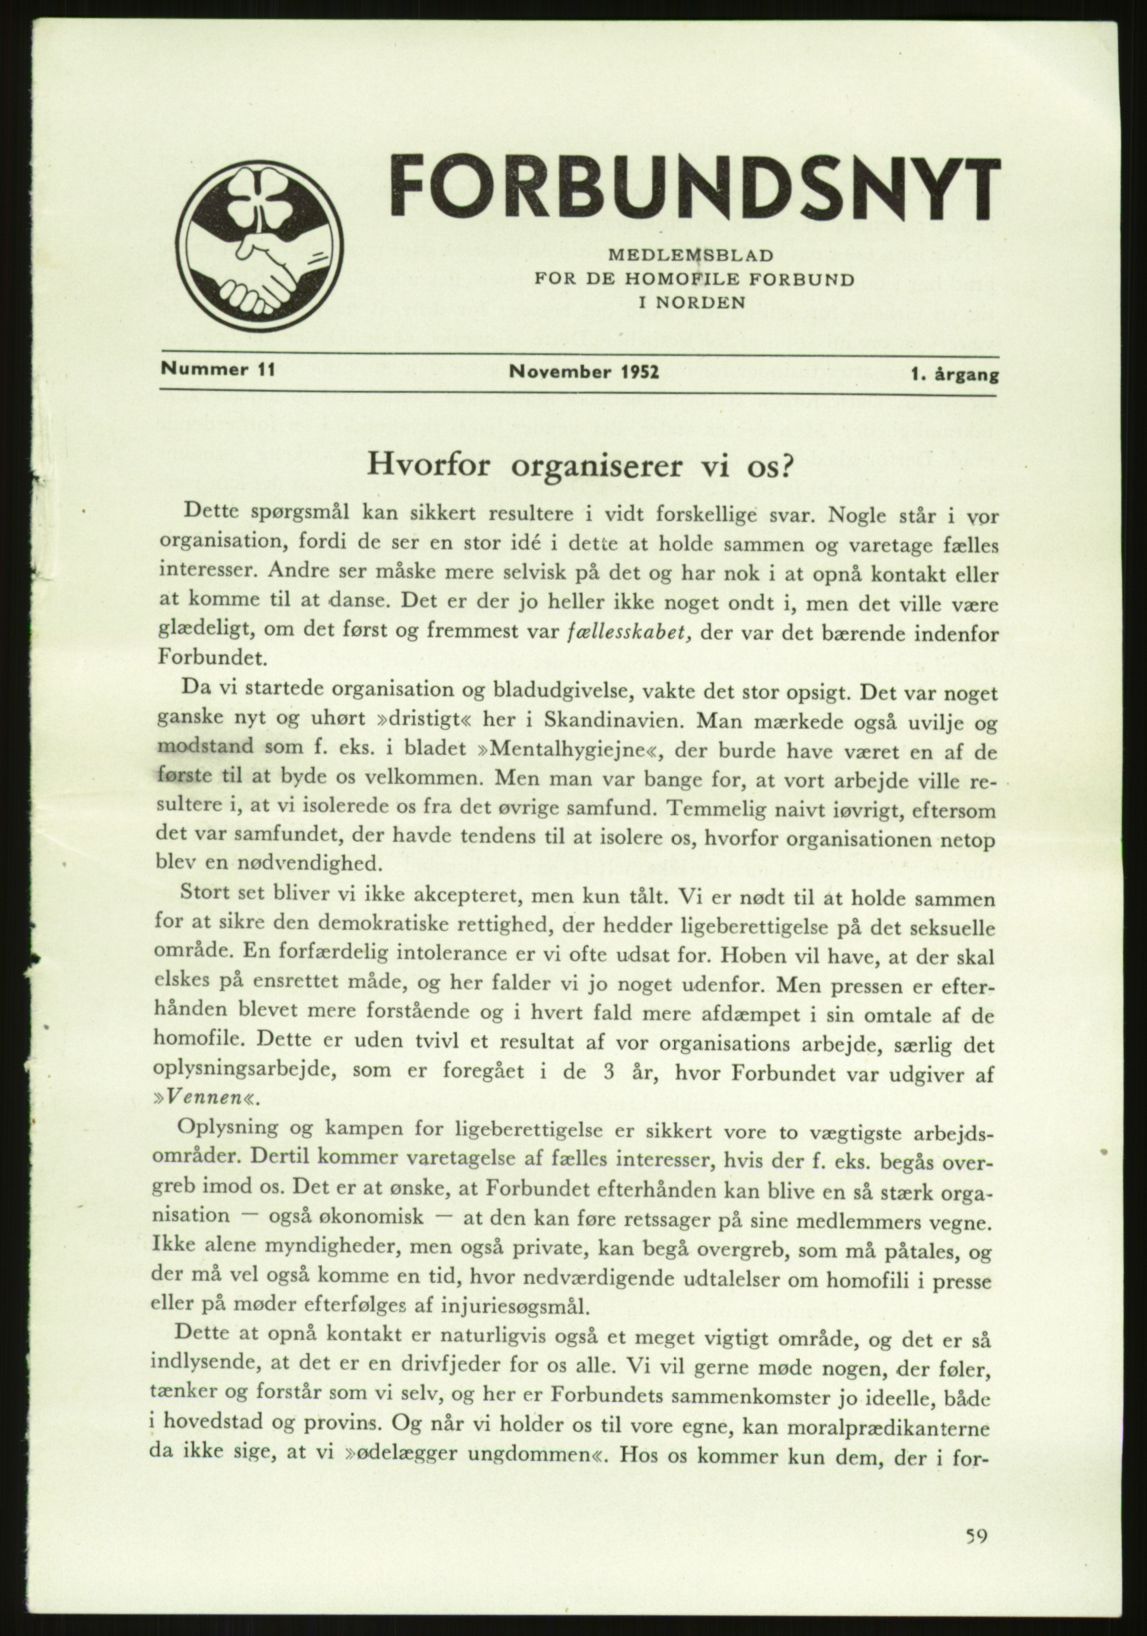 FORBUNDSNYT
MEDLEMSBLAD
FOR DE HOMOFILE FORBUND
I NORDEN
Nummer 11 November 1952 1. årgang
Hvorfor organiserer vi os?
Dette spørgsmål kan sikkert resultere i vidt forskellige svar. Nogle står i vor
organisation, fordi de ser en stor idé i dette at holde sammen og varetage fælles
interesser. Andre ser måske mere selvisk på det og har nok i at opnå kontakt eller
at komme til at danse. Det er der jo heller ikke noget ondt i, men det ville være
glædeligt, om det først og fremmest var fællesskabet, der var det bærende indenfor
Forbundet.
Da vi startede organisation og bladudgivelse, vakte det stor opsigt. Det var noget
ganske nyt og uhørt »dristigt« her i Skandinavien. Man mærkede også uvilje og
modstand som f. eks. i bladet »Mentalhygiejne«, der burde have været en af de
første til at byde os velkommen. Men man var bange for, at vort arbejde ville re-
sultere i, at vi isolerede os fra det øvrige samfund. Temmelig naivt iøvrigt, eftersom
det var samfundet, der havde tendens til at isolere os, hvorfor organisationen netop
blev en nødvendighed.
Stort set bliver vi ikke akcepteret, men kun tålt. Vi er nødt til at holde sammen
for at sikre den demokratiske rettighed, der hedder ligeberettigelse på det seksuelle
område. En forfærdelig intolerance er vi ofte udsat for. Hoben vil have, at der skal
elskes på ensrettet måde, og her falder vi jo noget udenfor. Men pressen er efter-
hånden blevet mere forstående og i hvert fald mere afdæmpet i sin omtale af de
homofile. Dette er uden tvivl et resultat af vor organisations arbejde, særlig det
oplysningsarbejde, som er foregået i de 3 år, hvor Forbundet var udgiver af
»Vennen«.
Oplysning og kampen for ligeberettigelse er sikkert vore to vægtigste arbejds-
områder. Dertil kommer varetagelse af fælles interesser, hvis der f. eks. begås over-
greb imod os. Det er at ønske, at Forbundet efterhånden kan blive en så stærk orga-
nisation — også økonomisk — at den kan føre retssager på sine medlemmers vegne.
Ikke alene myndigheder, men også private, kan begå overgreb, som må påtales, og
der må vel også komme en tid, hvor nedværdigende udtalelser om homofili i presse
eller på møder efterfølges af injuriesøgsmål.
Dette at opnå kontakt er naturligvis også et meget vigtigt område, og det er så
indlysende, at det er en drivfjeder for os alle. Vi vil gerne møde nogen, der føler,
tænker og forstår som vi selv, og her er Forbundets sammenkomster jo ideelle, både
i hovedstad og provins. Og når vi holder os til vore egne, kan moralprædikanterne
da ikke sige, at vi »ødelægger ungdommen«. Hos os kommer kun dem, der i for-
59